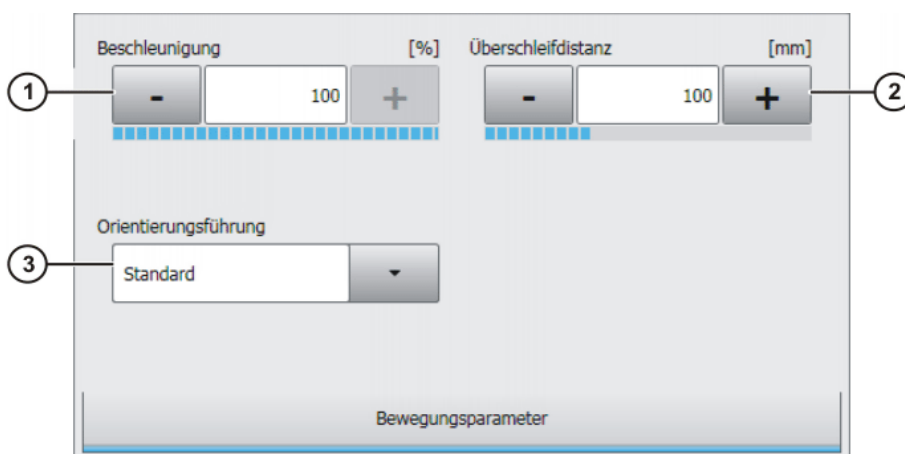 Beschleunigung [%] Überschleifdistanz [mm]
1 - 100 + - 100 + 2
Orientierungsführung
3 Standard
Bewegungsparameter